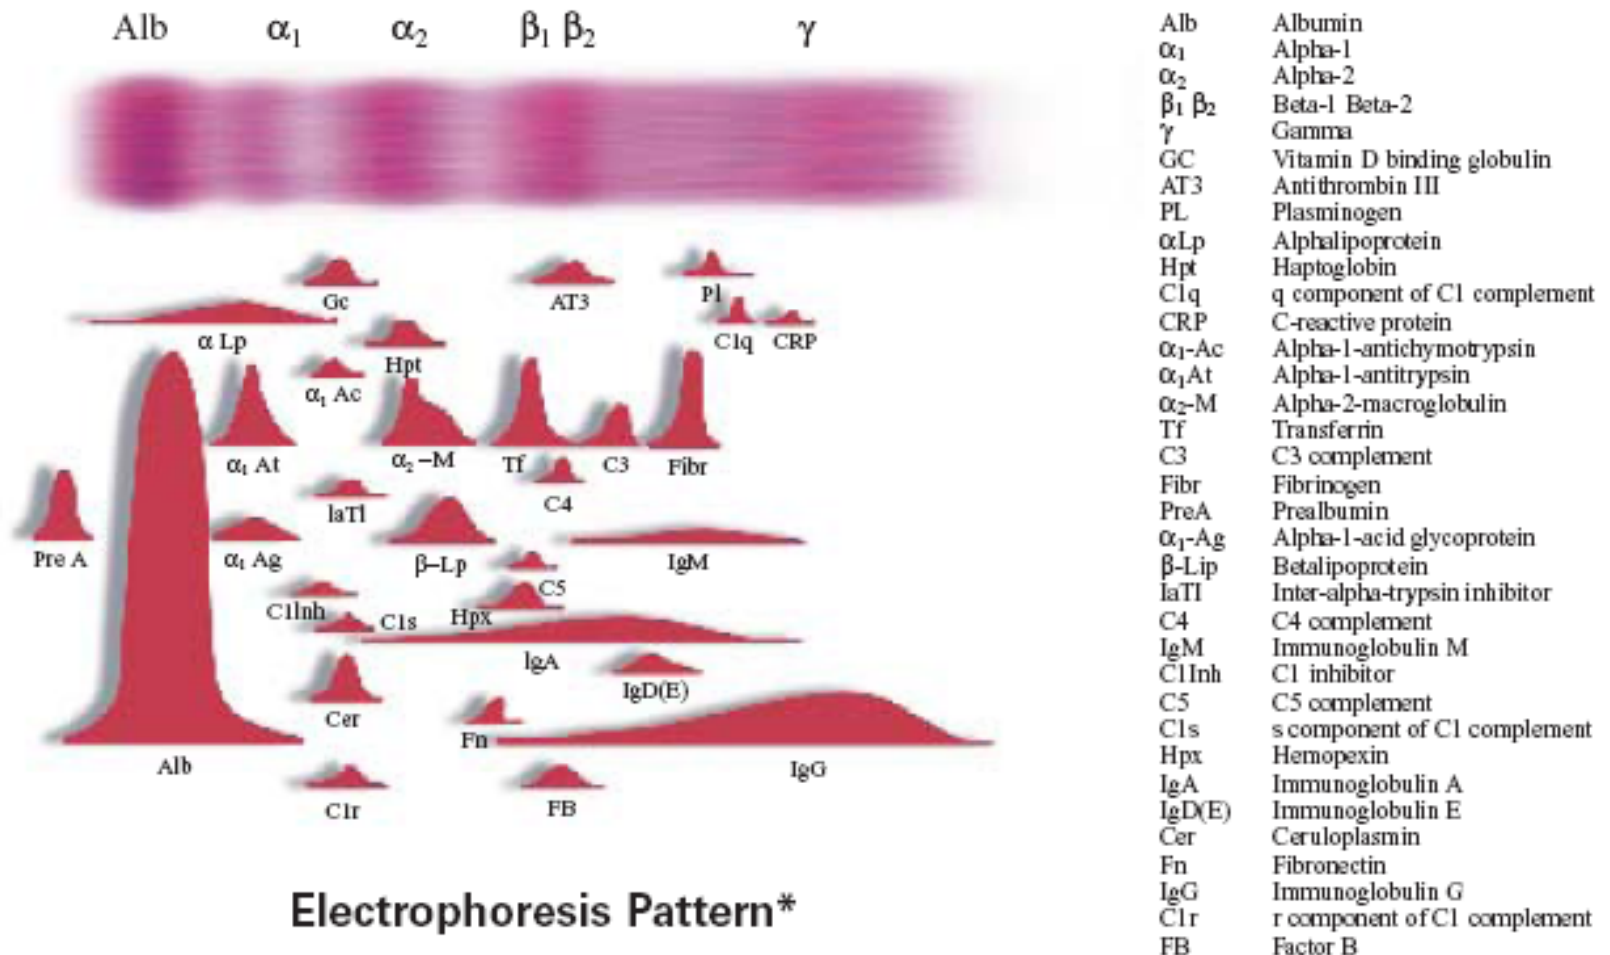 Alb α1 α2 β1 β2 γ
Gc AT3 Pl
α Lp Hpt C1q CRP
α1 Ac
α1 At α2 –M Tf C3 Fibr
IaTI C4
Pre A α1 Ag β–Lp IgM
C5
C1Inh C1s Hpx
IgA
IgD(E)
Cer Fn
Alb IgG
C1r FB
Electrophoresis Pattern*
Alb Albumin
α1 Alpha-1
α2 Alpha-2
β1 β2 Beta-1 Beta-2
γ Gamma
GC Vitamin D binding globulin
AT3 Antithrombin III
PL Plasminogen
αLp Alphalipoprotein
Hpt Haptoglobin
C1q q component of C1 complement
CRP C-reactive protein
α1-Ac Alpha-1-antichymotrypsin
α1At Alpha-1-antitrypsin
α2-M Alpha-2-macroglobulin
Tf Transferrin
C3 C3 complement
Fibr Fibrinogen
PreA Prealbumin
α1-Ag Alpha-1-acid glycoprotein
β-Lip Betalipoprotein
IaTI Inter-alpha-trypsin inhibitor
C4 C4 complement
IgM Immunoglobulin M
C1Inh C1 inhibitor
C5 C5 complement
C1s s component of C1 complement
Hpx Hemopexin
IgA Immunoglobulin A
IgD(E) Immunoglobulin E
Cer Ceruloplasmin
Fn Fibronectin
IgG Immunoglobulin G
C1r r component of C1 complement
FB Factor B